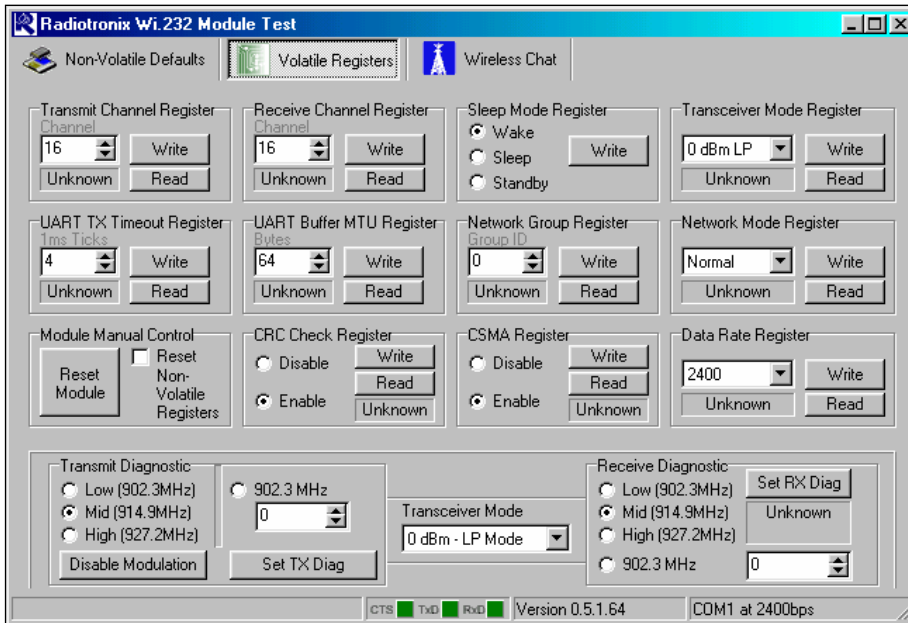 Radiotronix Wi.232 Module Test
Non-Volatile Defaults
Volatile Registers
Wireless Chat
Transmit Channel Register
Channel
16
Write
Unknown
Read
Receive Channel Register
Channel
16
Write
Unknown
Read
Sleep Mode Register
Wake
Sleep
Standby
Write
Transceiver Mode Register
0 dBm LP
Write
Unknown
Read
UART TX Timeout Register
1ms Ticks
4
Write
Unknown
Read
UART Buffer MTU Register
Bytes
64
Write
Unknown
Read
Network Group Register
Group ID
0
Write
Unknown
Read
Network Mode Register
Normal
Write
Unknown
Read
Module Manual Control
Reset
Module
Reset
Non-
Volatile
Registers
CRC Check Register
Disable
Enable
Write
Read
Unknown
CSMA Register
Disable
Enable
Write
Read
Unknown
Data Rate Register
2400
Write
Unknown
Read
Transmit Diagnostic
Low (902.3MHz)
Mid (914.9MHz)
High (927.2MHz)
Disable Modulation
902.3 MHz
0
Set TX Diag
Transceiver Mode
0 dBm - LP Mode
Receive Diagnostic
Low (902.3MHz)
Mid (914.9MHz)
High (927.2MHz)
902.3 MHz
Set RX Diag
Unknown
0
CTS TxD RxD Version 0.5.1.64 COM1 at 2400bps